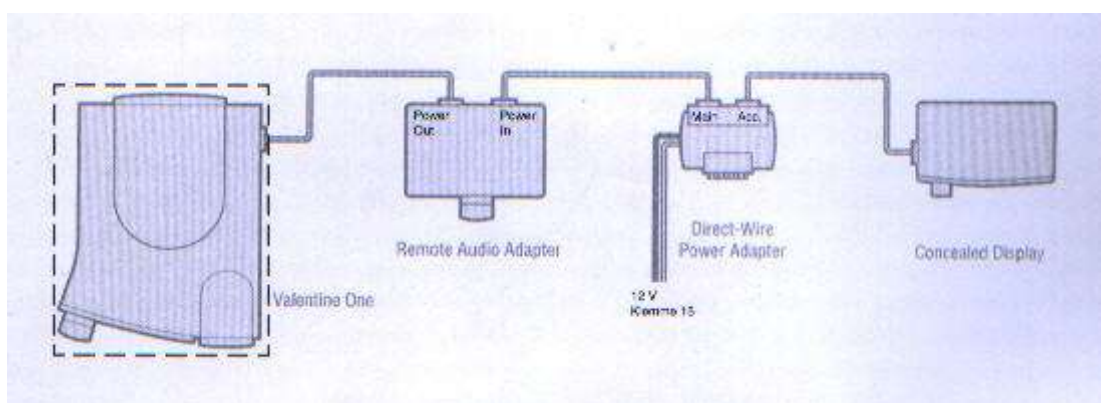 Power Out
Power In
Main Acc.
Remote Audio Adapter
Direct-Wire
Power Adapter
Concealed Display
Valentine One
12 V
Klemme 15